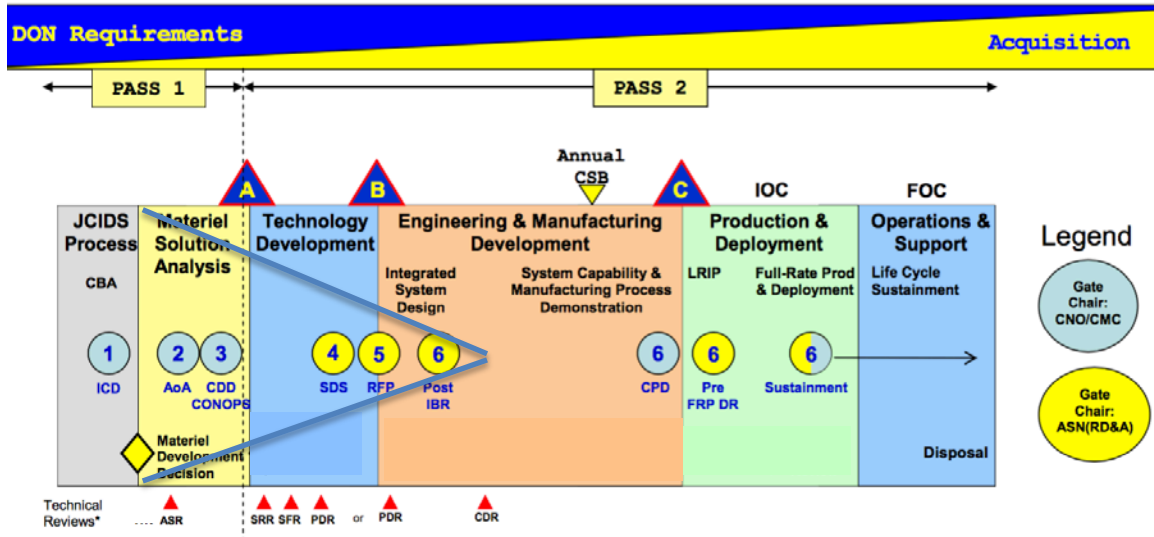 DON Requirements
Acquisition
PASS 1
PASS 2
Annual
CSB
A
B
C
IOC
FOC
JCIDS
Process
Materiel
Solution
Analysis
Technology
Development
Engineering & Manufacturing
Development
Production &
Deployment
Operations &
Support
CBA
Integrated
System
Design
System Capability &
Manufacturing Process
Demonstration
LRIP
Full-Rate Prod
& Deployment
Life Cycle
Sustainment
1
2
3
4
5
6
6
6
6
ICD
AoA
CDD
CONOPS
SDS
RFP
Post
IBR
CPD
Pre
FRP DR
Sustainment
Materiel
Development
Decision
Disposal
Technical
Reviews*
.... ASR
SRR SFR PDR or PDR
CDR
Legend
Gate
Chair:
CNO/CMC
Gate
Chair:
ASN(RD&A)